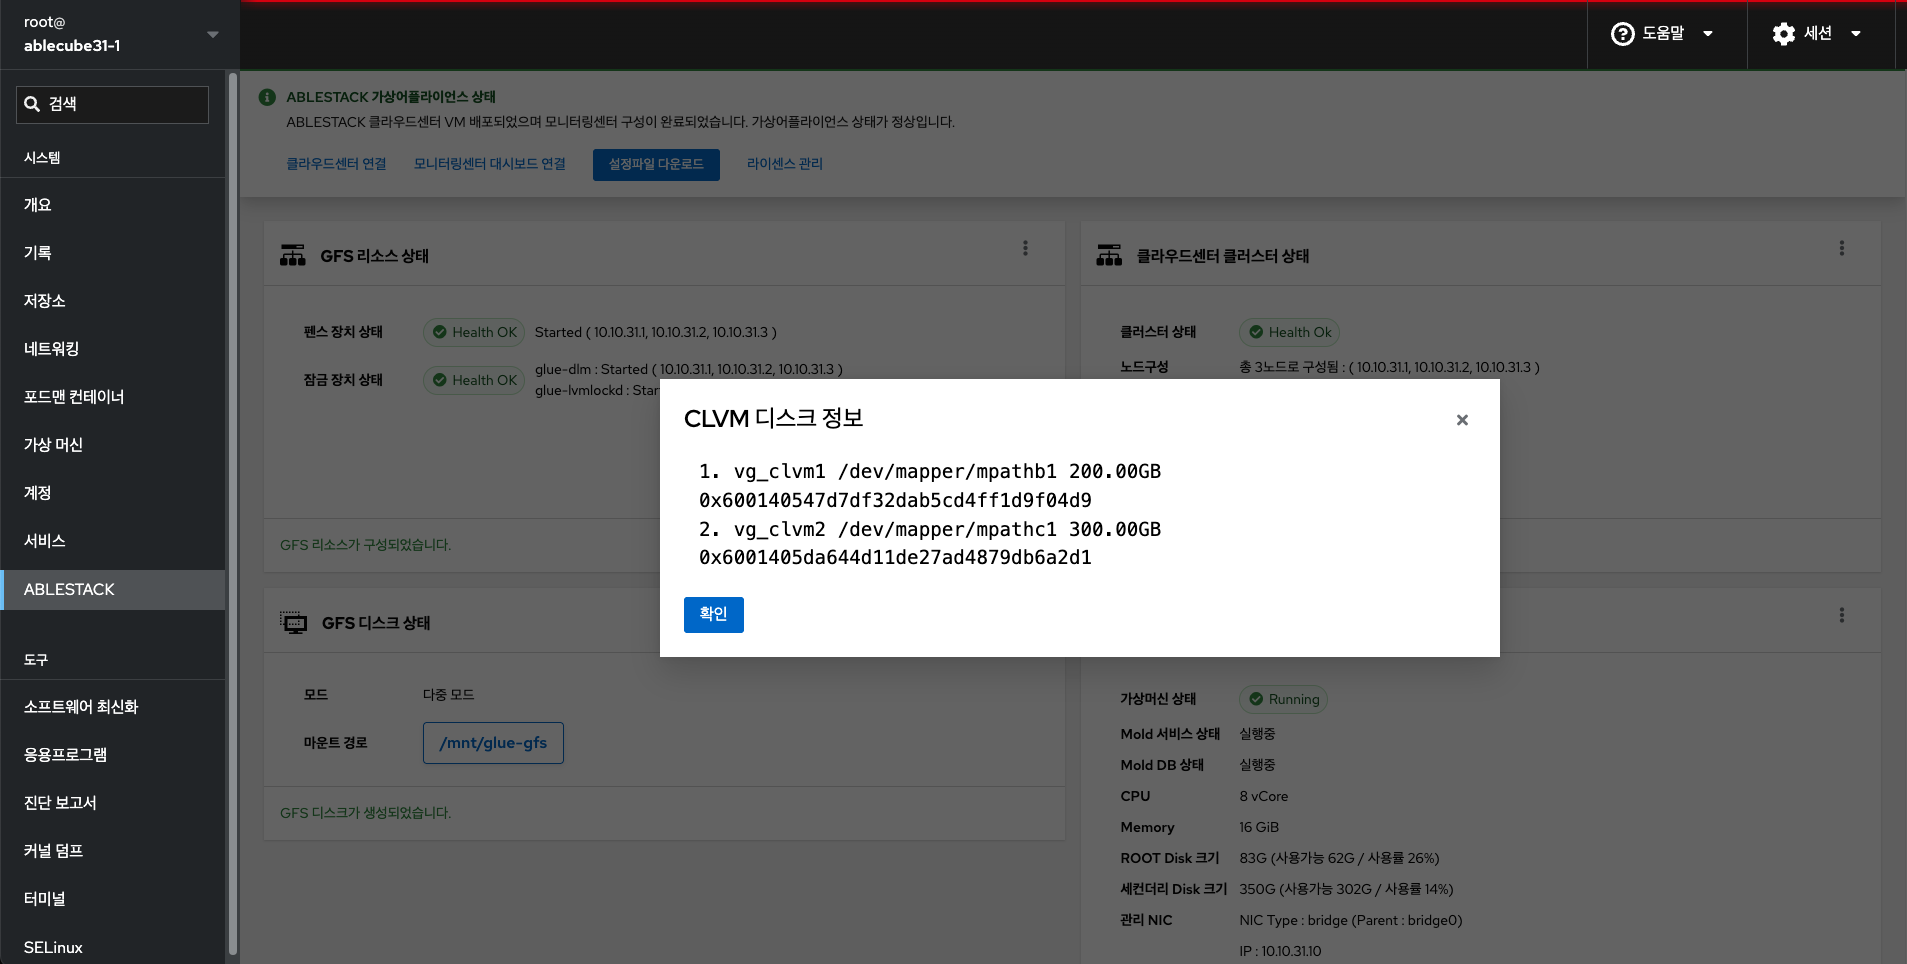 root@
ablecube31-1
도움말
세션
검색
시스템
개요
기록
저장소
네트워킹
포드맨 컨테이너
가상 머신
계정
서비스
ABLESTACK
도구
소프트웨어 최신화
응용프로그램
진단 보고서
커널 덤프
터미널
SELinux
ABLESTACK 가상어플라이언스 상태
ABLESTACK 클라우드센터 VM 배포되었으며 모니터링센터 구성이 완료되었습니다. 가상어플라이언스 상태가 정상입니다.
클라우드센터 연결 모니터링센터 대시보드 연결 설정파일 다운로드 라이센스 관리
GFS 리소스 상태
펜스 장치 상태 Health OK Started ( 10.10.31.1, 10.10.31.2, 10.10.31.3 )
잠금 장치 상태 Health OK glue-dlm : Started ( 10.10.31.1, 10.10.31.2, 10.10.31.3 )
glue-lvmlockd : Star
GFS 리소스가 구성되었습니다.
클라우드센터 클러스터 상태
클러스터 상태 Health Ok
노드구성 총 3노드로 구성됨 : ( 10.10.31.1, 10.10.31.2, 10.10.31.3 )
CLVM 디스크 정보
1. vg_clvm1 /dev/mapper/mpathb1 200.00GB
0x600140547d7df32dab5cd4ff1d9f04d9
2. vg_clvm2 /dev/mapper/mpathc1 300.00GB
0x6001405da644d11de27ad4879db6a2d1
확인
GFS 디스크 상태
모드 다중 모드
마운트 경로 /mnt/glue-gfs
GFS 디스크가 생성되었습니다.
가상머신 상태 Running
Mold 서비스 상태 실행중
Mold DB 상태 실행중
CPU 8 vCore
Memory 16 GiB
ROOT Disk 크기 83G (사용가능 62G / 사용률 26%)
세컨더리 Disk 크기 350G (사용가능 302G / 사용률 14%)
관리 NIC NIC Type : bridge (Parent : bridge0)
IP : 10.10.31.10